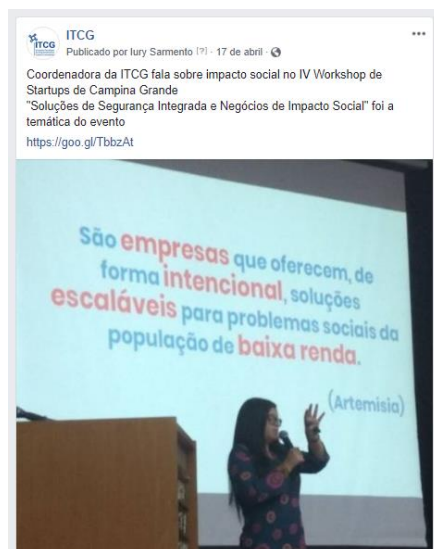 ITCG
ITCG
Publicado por Iury Sarmento [?] · 17 de abril ·
Coordenadora da ITCG fala sobre impacto social no IV Workshop de
Startups de Campina Grande
"Soluções de Segurança Integrada e Negócios de Impacto Social" foi a
temática do evento
https://goo.gl/TbbzAt
São empresas que oferecem, de
forma intencional, soluções
escaláveis para problemas sociais da
população de baixa renda.
(Artemisia)